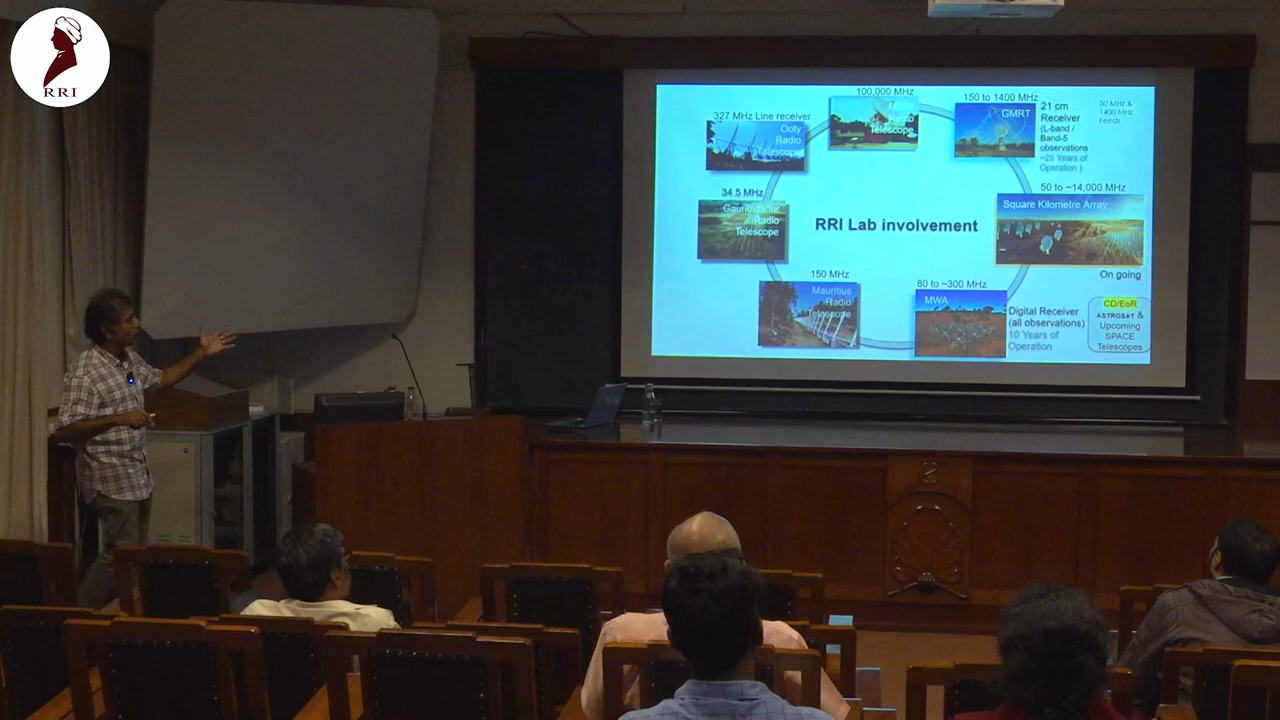 RRI
100,000 MHz
Radio
Telescope
150 to 1400 MHz
GMRT
21 cm
Receiver
(L-band /
Band-5
observations
~25 Years of
Operation )
50 MHz &
1400 MHz
Feeds
327 MHz Line receiver
Ooty
Radio
Telescope
34.5 MHz
Gauribidanur
Radio
Telescope
RRI Lab involvement
50 to ~14,000 MHz
Square Kilometre Array
On going
150 MHz
Mauritius
Radio
Telescope
80 to ~300 MHz
MWA
Digital Receiver
(all observations)
10 Years of
Operation
CD/EoR
ASTROSAT &
Upcoming
SPACE
Telescopes